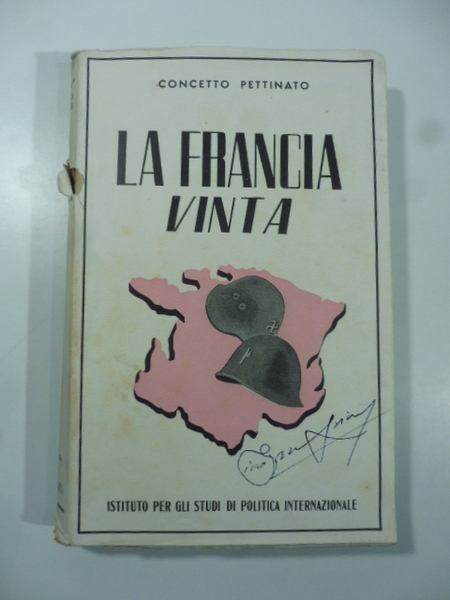 CONCETTO PETTINATO
LA FRANCIA
VINTA
ISTITUTO PER GLI STUDI DI POLITICA INTERNAZIONALE